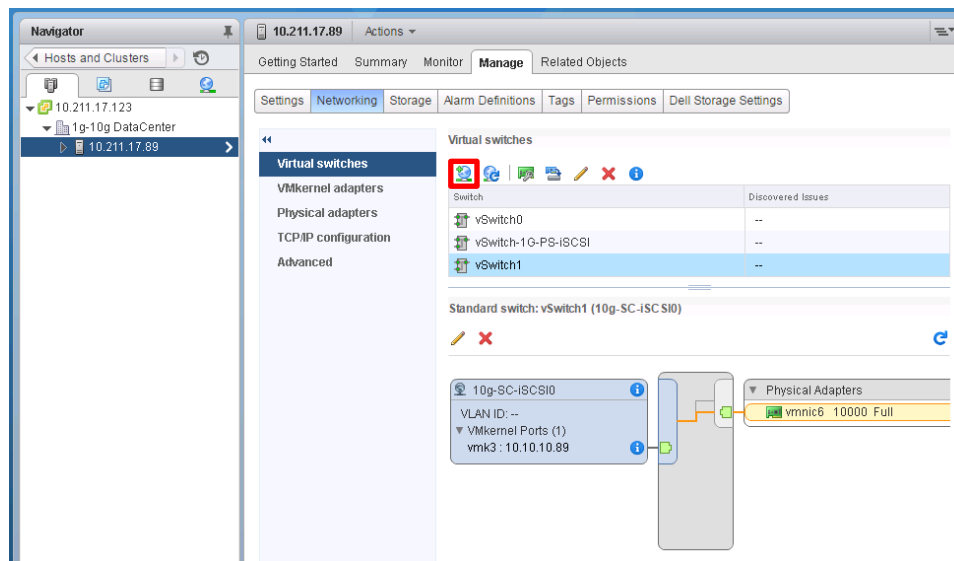 Navigator
Hosts and Clusters
10.211.17.123
1g-10g DataCenter
10.211.17.89
10.211.17.89 Actions
Getting Started Summary Monitor Manage Related Objects
Settings Networking Storage Alarm Definitions Tags Permissions Dell Storage Settings
Virtual switches
VMkernel adapters
Physical adapters
TCP/IP configuration
Advanced
Virtual switches
Switch Discovered Issues
vSwitch0 --
vSwitch-1G-PS-iSCSI --
vSwitch1 --
Standard switch: vSwitch1 (10g-SC-iSCSI0)
10g-SC-iSCSI0
VLAN ID: --
VMkernel Ports (1)
vmk3 : 10.10.10.89
Physical Adapters
vmnic6 10000 Full